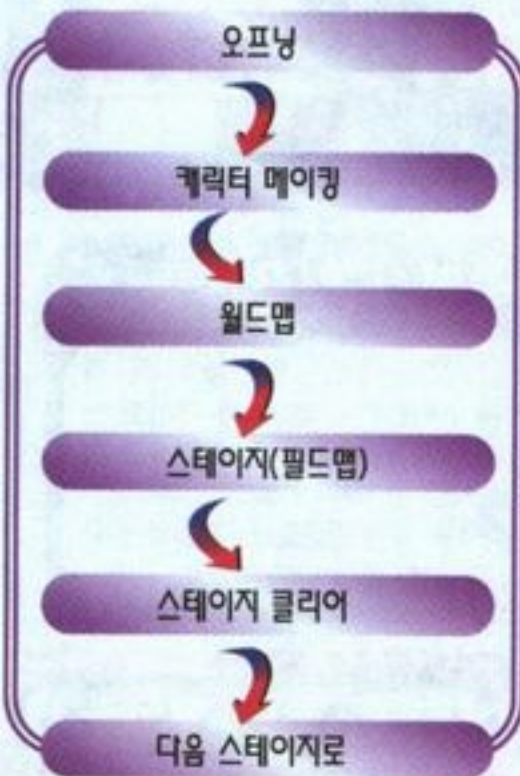 오프닝
캐릭터 메이킹
월드맵
스테이지(필드맵)
스테이지 클리어
다음 스테이지로